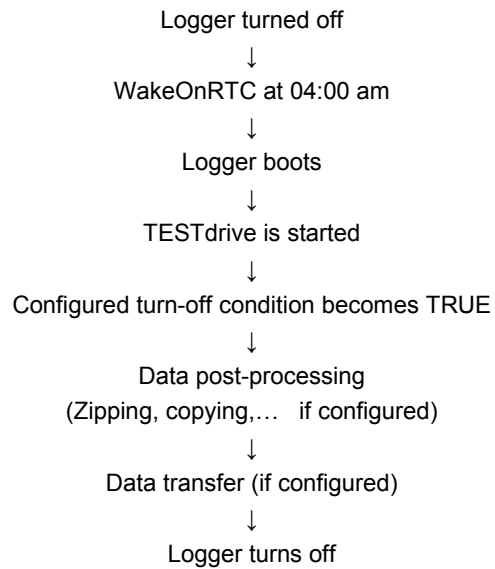 Logger turned off
↓
WakeOnRTC at 04:00 am
↓
Logger boots
↓
TESTdrive is started
↓
Configured turn-off condition becomes TRUE
↓
Data post-processing
(Zipping, copying,… if configured)
↓
Data transfer (if configured)
↓
Logger turns off